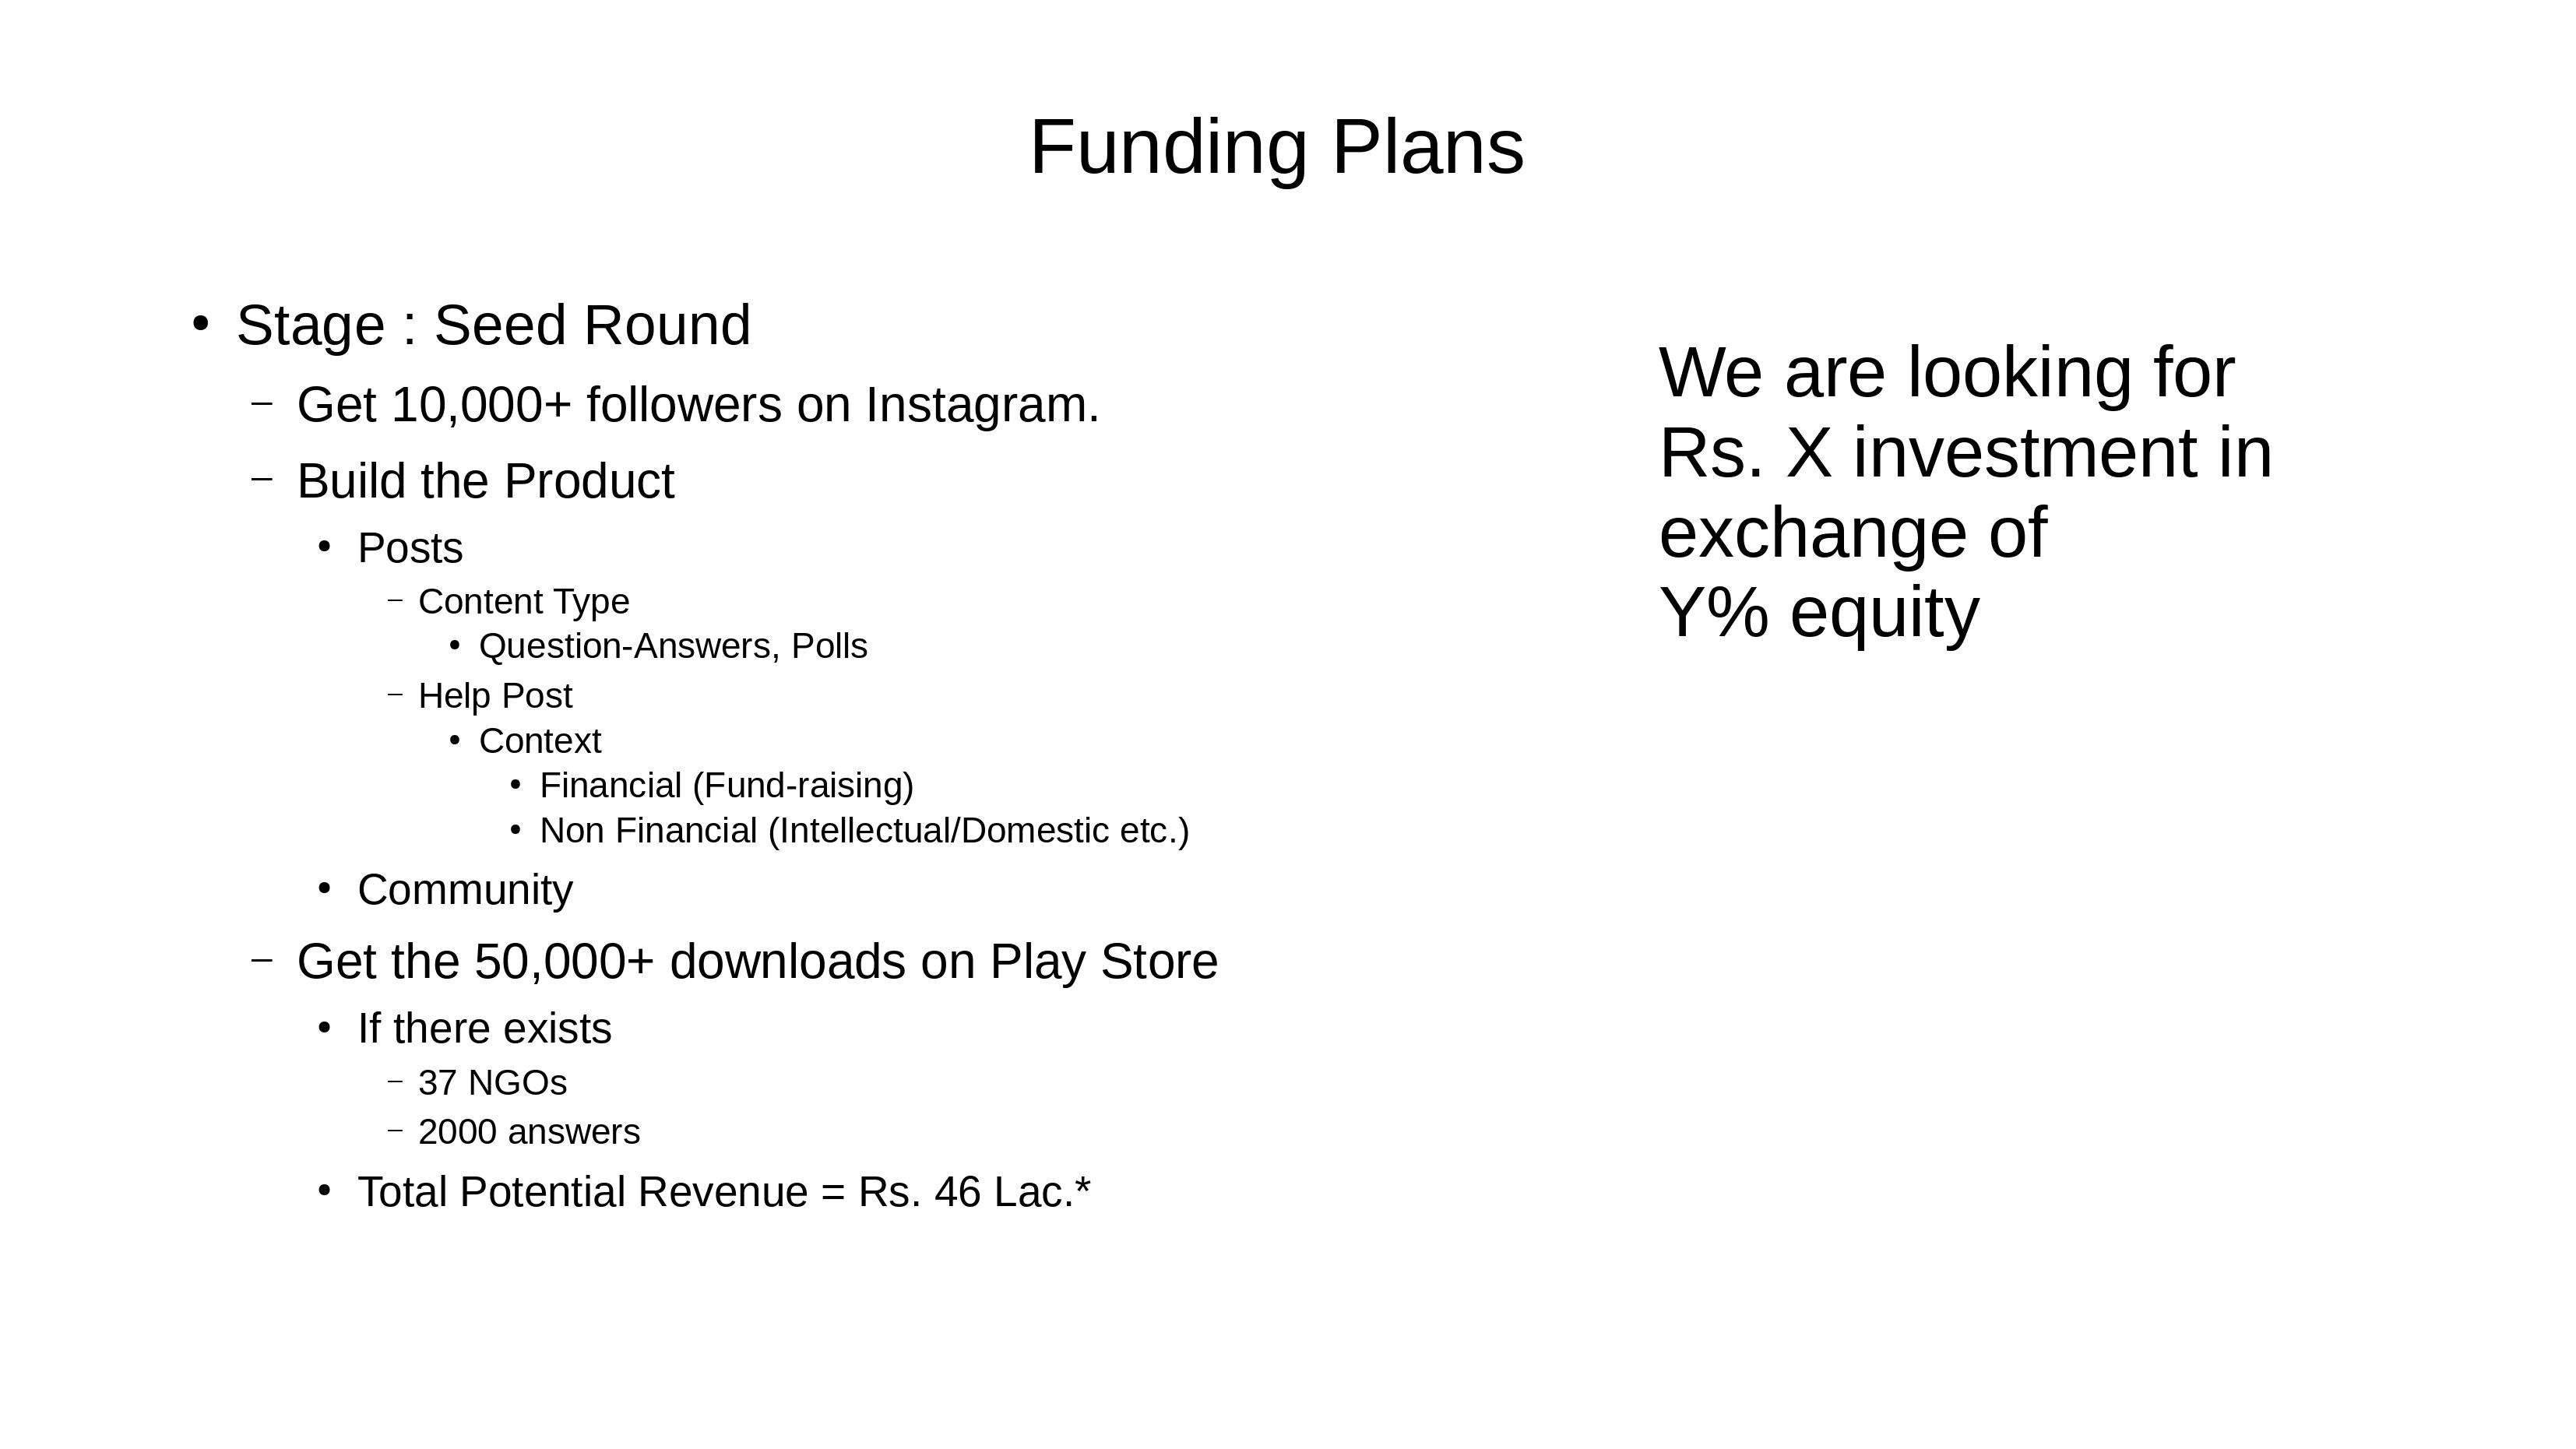 Funding Plans
• Stage : Seed Round
– Get 10,000+ followers on Instagram.
– Build the Product
• Posts
– Content Type
• Question-Answers, Polls
– Help Post
• Context
• Financial (Fund-raising)
• Non Financial (Intellectual/Domestic etc.)
• Community
– Get the 50,000+ downloads on Play Store
• If there exists
– 37 NGOs
– 2000 answers
• Total Potential Revenue = Rs. 46 Lac.*
We are looking for
Rs. X investment in
exchange of
Y% equity